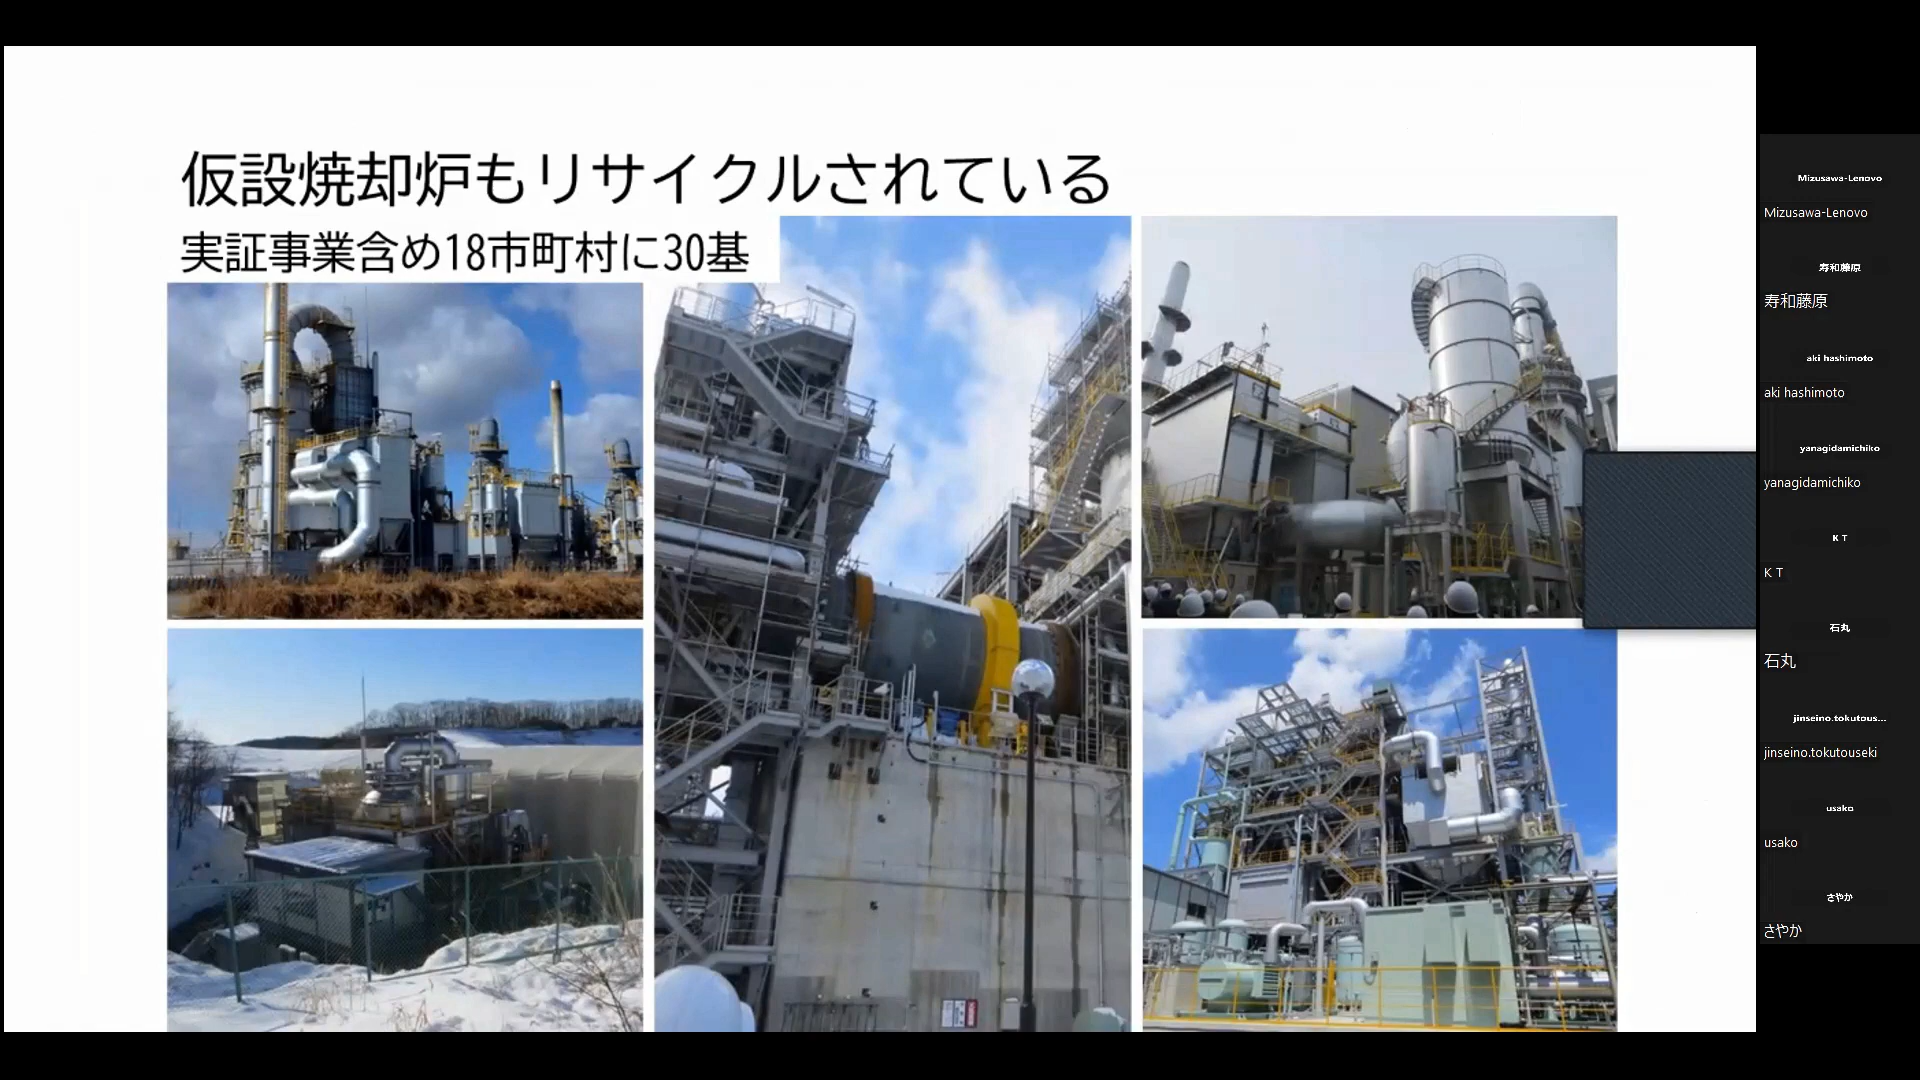 仮設焼却炉もリサイクルされている
実証事業含め18市町村に30基
Mizusawa-Lenovo
Mizusawa-Lenovo
寿和藤原
寿和藤原
aki hashimoto
aki hashimoto
yanagidamichiko
yanagidamichiko
K T
K T
石丸
石丸
jinseino.tokutous...
jinseino.tokutouseki
usako
usako
さやか
さやか